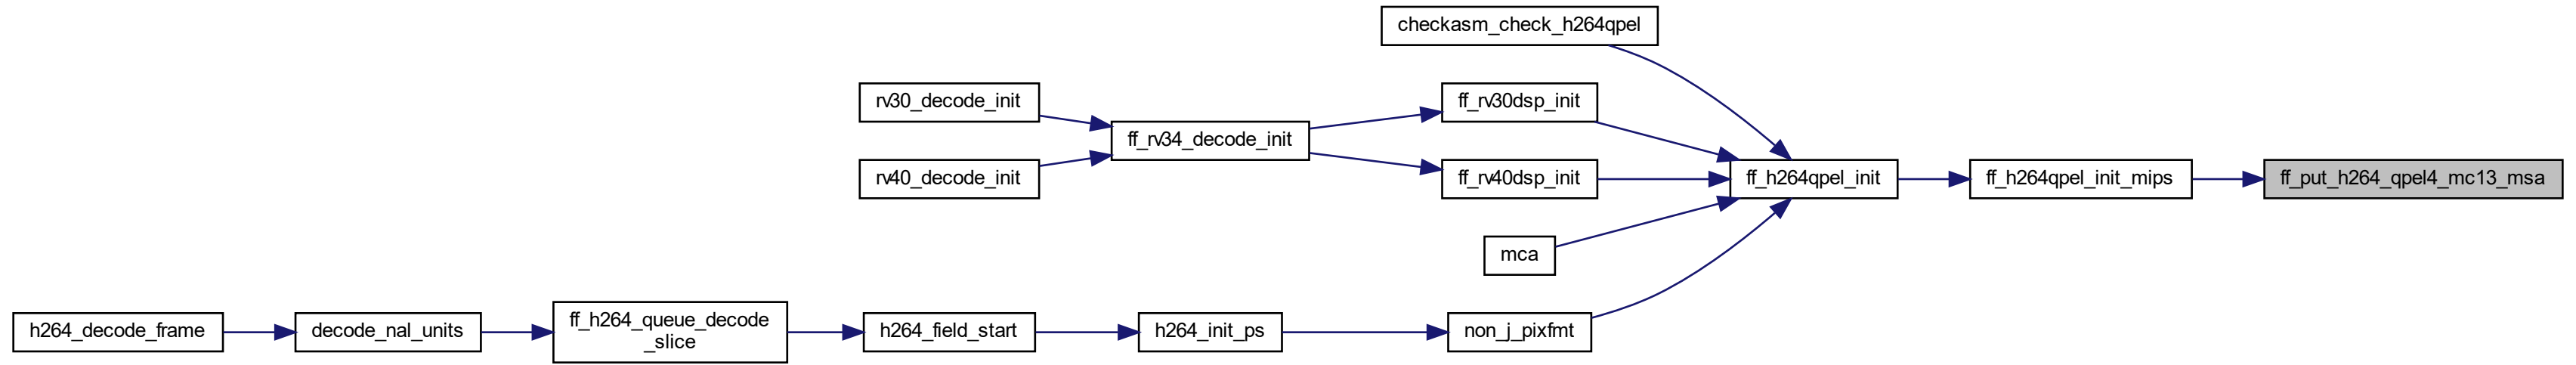 checkasm_check_h264qpel
rv30_decode_init
ff_rv30dsp_init
ff_rv34_decode_init
rv40_decode_init
ff_rv40dsp_init
ff_h264qpel_init
ff_h264qpel_init_mips
ff_put_h264_qpel4_mc13_msa
mca
h264_decode_frame
decode_nal_units
ff_h264_queue_decode
_slice
h264_field_start
h264_init_ps
non_j_pixfmt